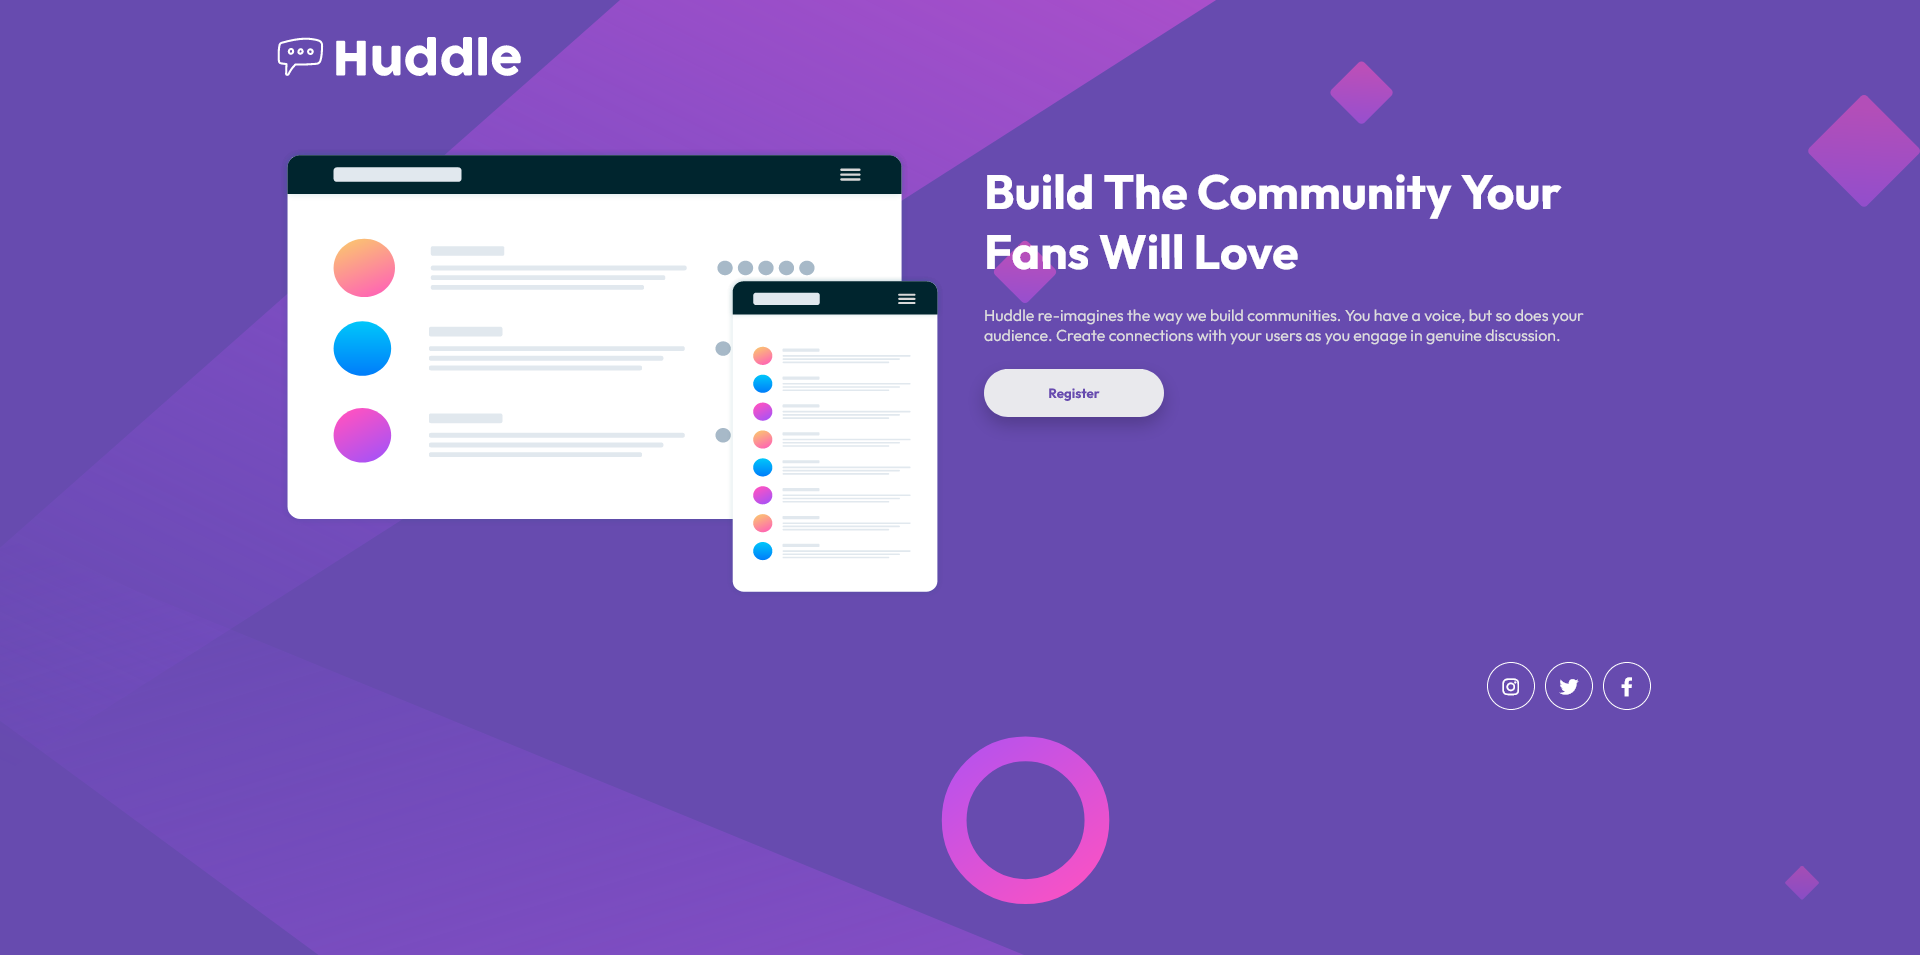 Huddle
Build The Community Your
Fans Will Love
Huddle re-imagines the way we build communities. You have a voice, but so does your
audience. Create connections with your users as you engage in genuine discussion.
Register